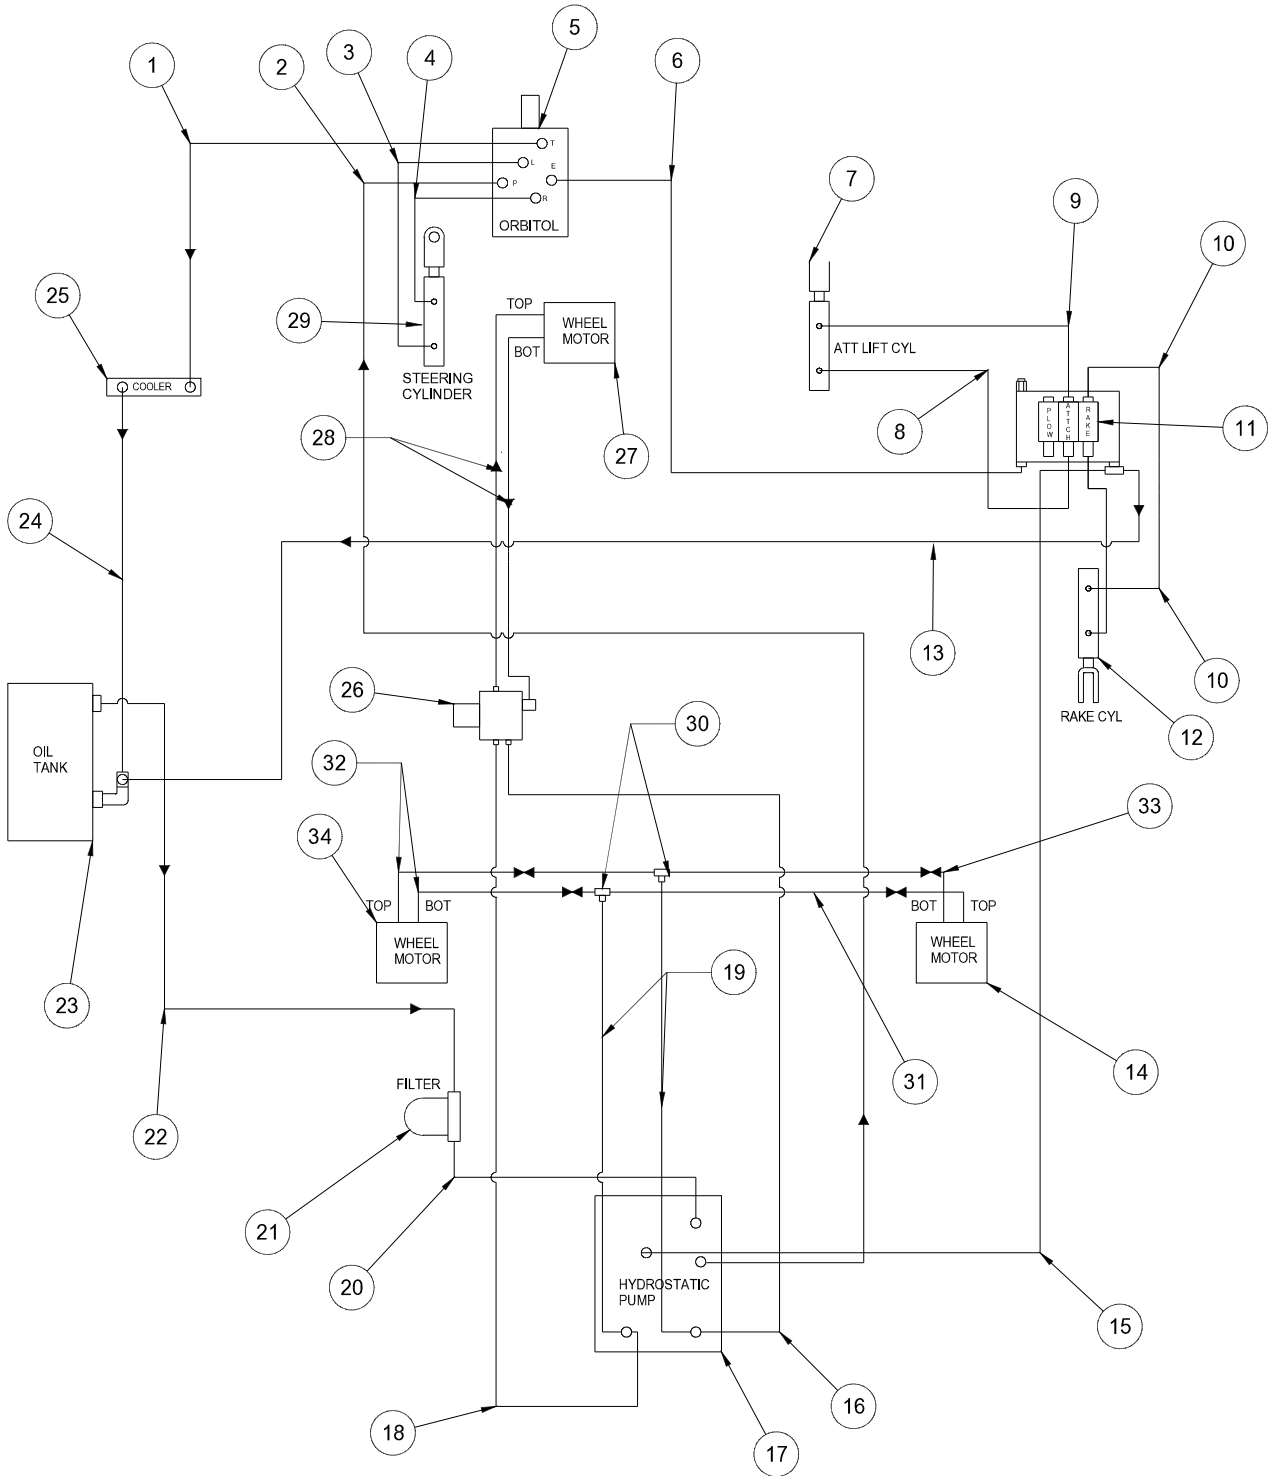 5
3
4
1
2
6
7
T
L
E
P
R
ORBITOL
9
10
25
29
TOP
BOT
WHEEL
MOTOR
ATT LIFT CYL
COOLER
STEERING
CYLINDER
8
PLOW
ATTCH
RAKE
11
28
27
24
13
10
26
RAKE CYL
12
30
OIL
TANK
32
33
34
TOP
BOT
WHEEL
MOTOR
BOT
TOP
WHEEL
MOTOR
23
19
31
14
22
FILTER
21
20
HYDROSTATIC
PUMP
15
18
16
17